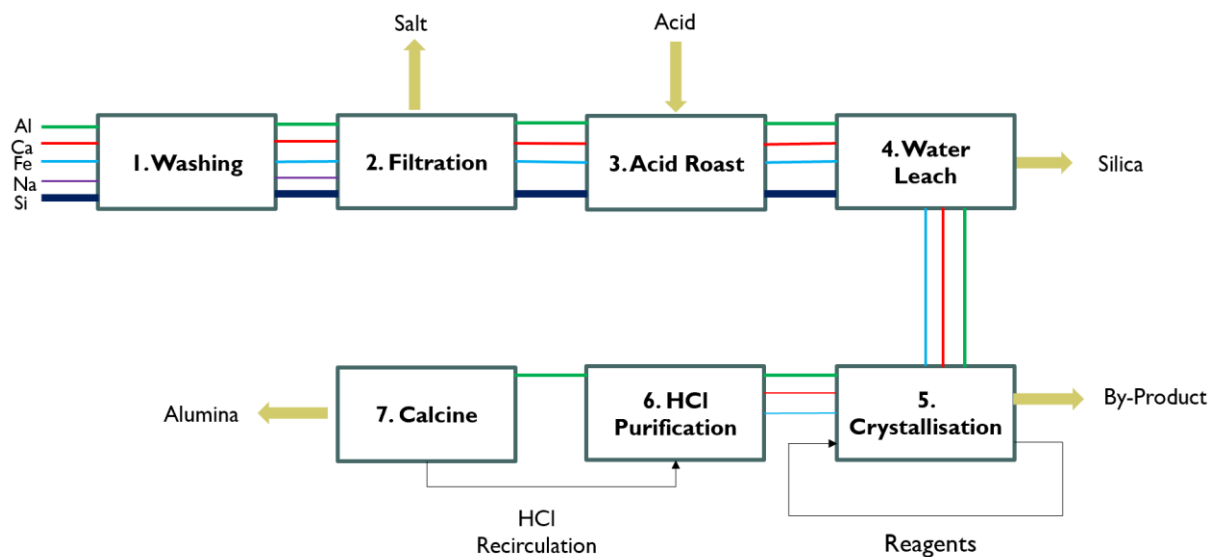 Salt
Acid
Al
Ca
Fe
Na
Si
1. Washing
2. Filtration
3. Acid Roast
4. Water
Leach
Silica
Alumina
7. Calcine
6. HCl
Purification
5.
Crystallisation
By-Product
HCl
Recirculation
Reagents